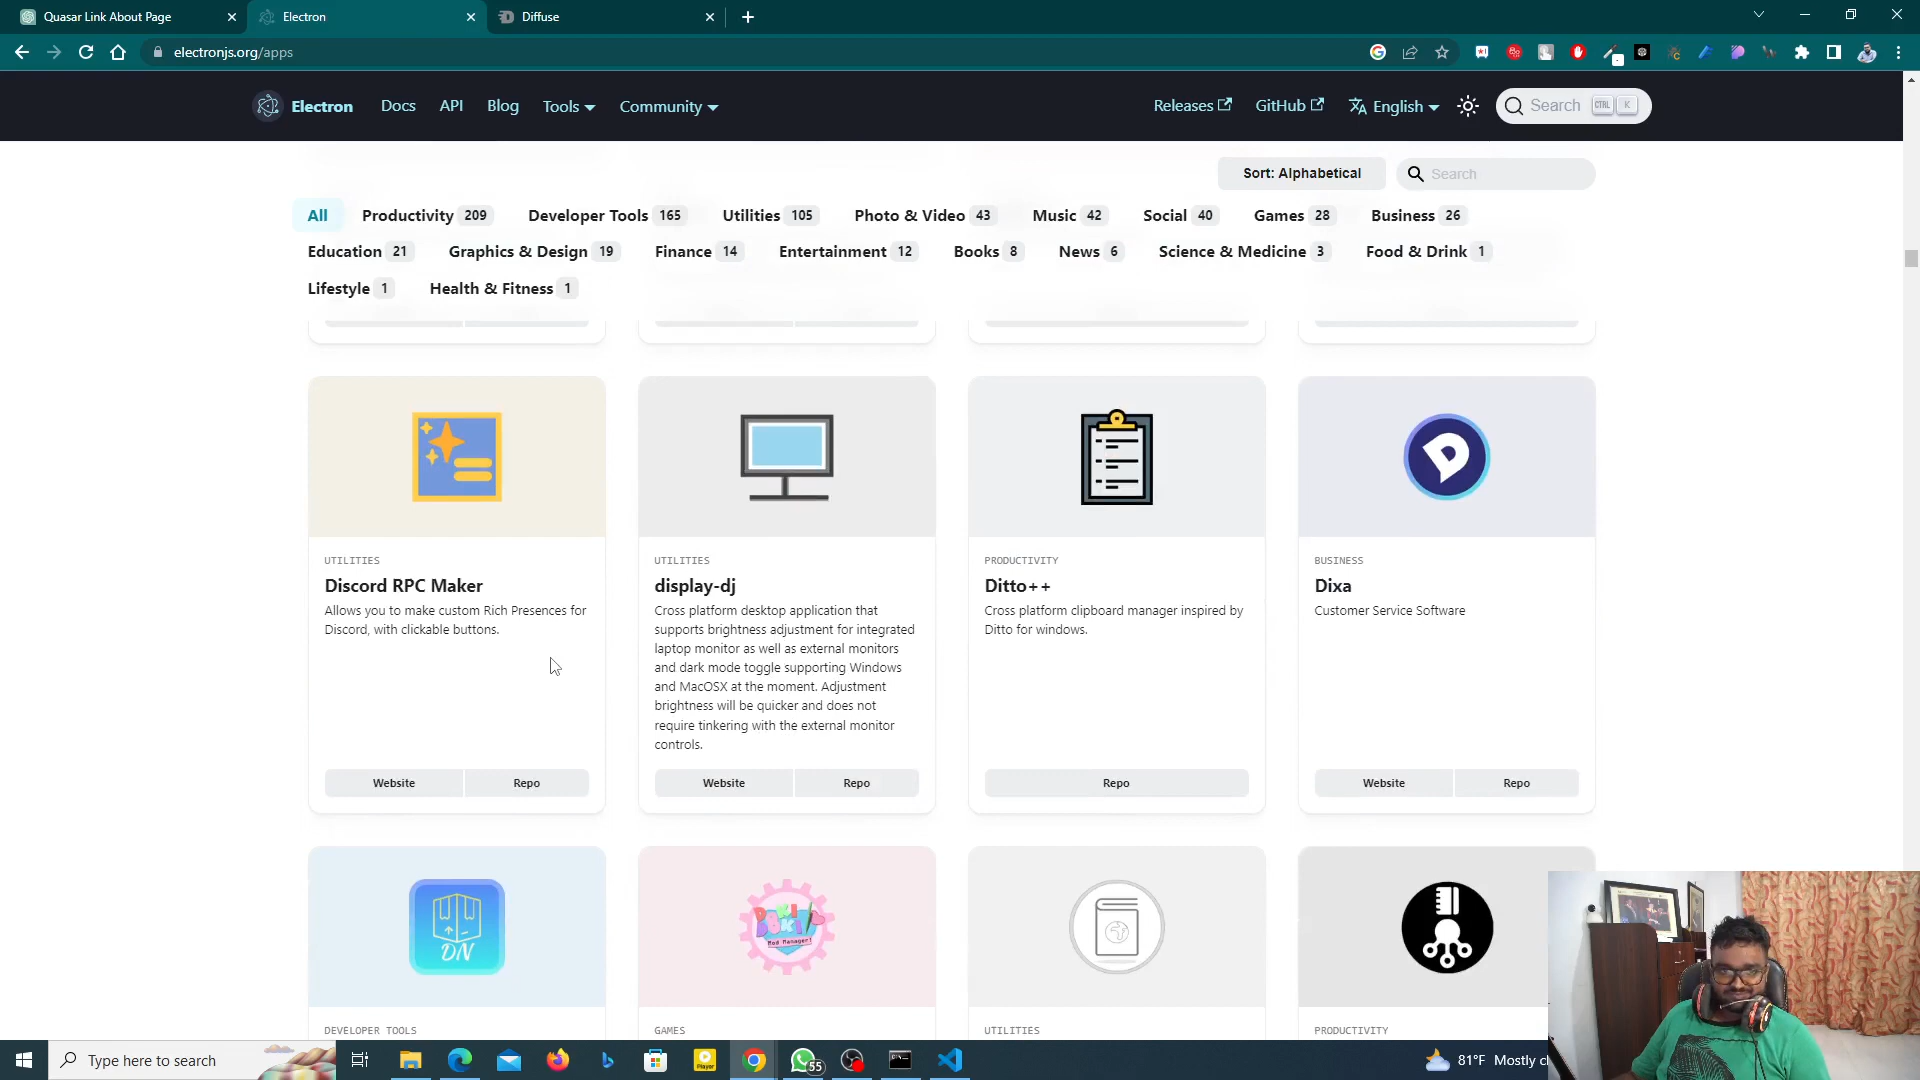 Quasar Link About Page
Electron
Diffuse
electronjs.org/apps
Electron
Docs
API
Blog
Tools
Community
Releases
GitHub
English
Search CTRL K
Sort: Alphabetical
Search
All
Productivity 209
Developer Tools 165
Utilities 105
Photo & Video 43
Music 42
Social 40
Games 28
Business 26
Education 21
Graphics & Design 19
Finance 14
Entertainment 12
Books 8
News 6
Science & Medicine 3
Food & Drink 1
Lifestyle 1
Health & Fitness 1
UTILITIES
Discord RPC Maker
Allows you to make custom Rich Presences for
Discord, with clickable buttons.
Website
Repo
UTILITIES
display-dj
Cross platform desktop application that
supports brightness adjustment for integrated
laptop monitor as well as external monitors
and dark mode toggle supporting Windows
and MacOSX at the moment. Adjustment
brightness will be quicker and does not
require tinkering with the external monitor
controls.
Website
Repo
PRODUCTIVITY
Ditto++
Cross platform clipboard manager inspired by
Ditto for windows.
Repo
BUSINESS
Dixa
Customer Service Software
Website
Repo
DN
DEVELOPER TOOLS
DOKI
DOKI
Mod Manager!
GAMES
UTILITIES
PRODUCTIVITY
Type here to search
Player
55
81°F Mostly